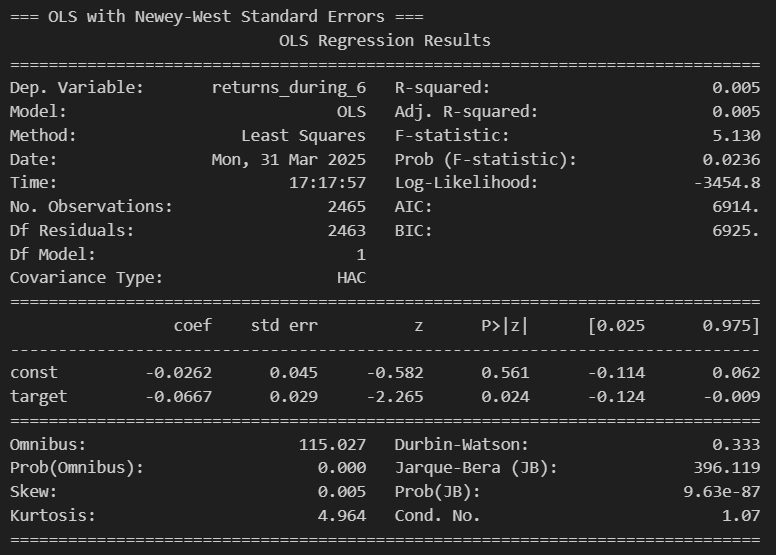 === OLS with Newey-West Standard Errors ===
OLS Regression Results
==============================================================================
Dep. Variable: returns_during_6 R-squared: 0.005
Model: OLS Adj. R-squared: 0.005
Method: Least Squares F-statistic: 5.130
Date: Mon, 31 Mar 2025 Prob (F-statistic): 0.0236
Time: 17:17:57 Log-Likelihood: -3454.8
No. Observations: 2465 AIC: 6914.
Df Residuals: 2463 BIC: 6925.
Df Model: 1
Covariance Type: HAC
==============================================================================
coef std err z P>|z| [0.025 0.975]
------------------------------------------------------------------------------
const -0.0262 0.045 -0.582 0.561 -0.114 0.062
target -0.0667 0.029 -2.265 0.024 -0.124 -0.009
==============================================================================
Omnibus: 115.027 Durbin-Watson: 0.333
Prob(Omnibus): 0.000 Jarque-Bera (JB): 396.119
Skew: 0.005 Prob(JB): 9.63e-87
Kurtosis: 4.964 Cond. No. 1.07
==============================================================================